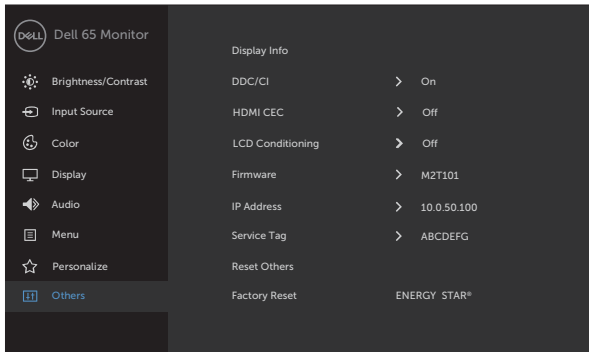 DELL Dell 65 Monitor
Display Info
Brightness/Contrast DDC/CI On
Input Source HDMI CEC Off
Color LCD Conditioning Off
Display Firmware M2T101
Audio IP Address 10.0.50.100
Menu Service Tag ABCDEFG
Personalize Reset Others
Others Factory Reset ENERGY STAR®